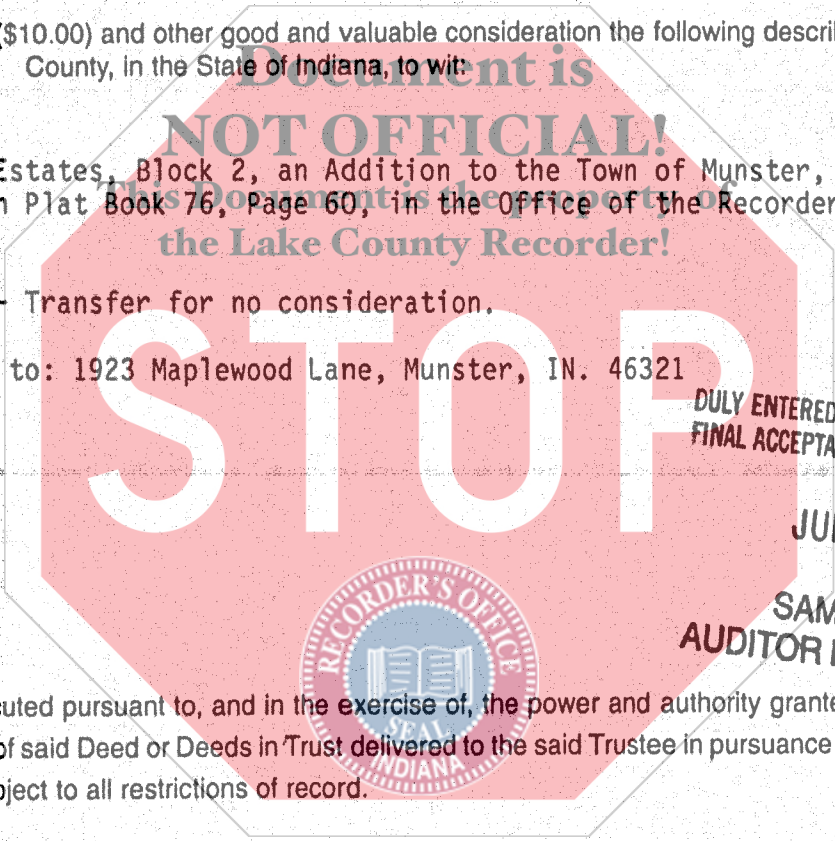 ($10.00) and other good and valuable consideration the following descri
County, in the State of Indiana, to wit:
Document is
NOT OFFICIAL!
Estates, Block 2, an Addition to the Town of Munster,
This Document is the property of
n Plat Book 76, Page 60, in the Office of the Recorder
the Lake County Recorder!
- Transfer for no consideration.
STOP
to: 1923 Maplewood Lane, Munster, IN. 46321
DULY ENTERED
FINAL ACCEPTA
JUL
SAM
AUDITOR
RECORDER'S OFFICE
SEAL
INDIANA
cuted pursuant to, and in the exercise of, the power and authority grante
of said Deed or Deeds in Trust delivered to the said Trustee in pursuance
bject to all restrictions of record.